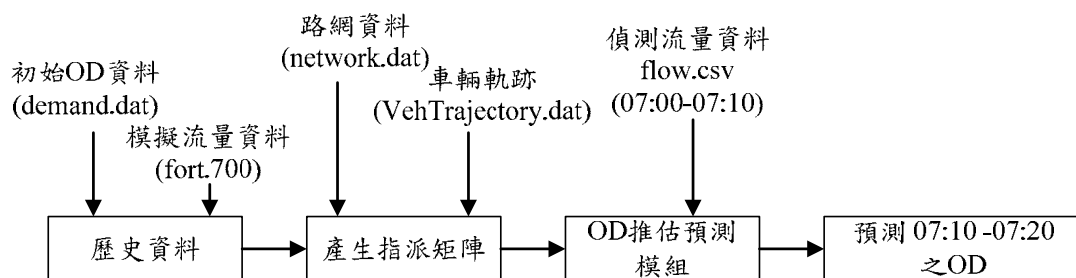 路網資料
(network.dat)
偵測流量資料
flow.csv
(07:00-07:10)
初始OD資料
(demand.dat)
車輛軌跡
(VehTrajectory.dat)
模擬流量資料
(fort.700)
歷史資料
產生指派矩陣
OD推估預測
模組
預測 07:10 -07:20
之OD